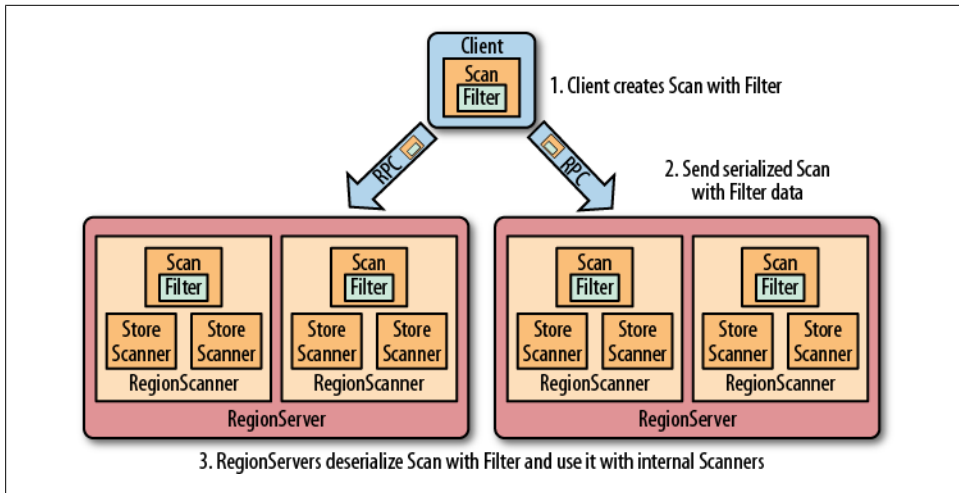 Client
Scan
Filter
1. Client creates Scan with Filter
RPC
RPC
2. Send serialized Scan
with Filter data
Scan
Filter
Store
Scanner
Store
Scanner
RegionScanner
Scan
Filter
Store
Scanner
Store
Scanner
RegionScanner
RegionServer
Scan
Filter
Store
Scanner
Store
Scanner
RegionScanner
Scan
Filter
Store
Scanner
Store
Scanner
RegionScanner
RegionServer
3. RegionServers deserialize Scan with Filter and use it with internal Scanners